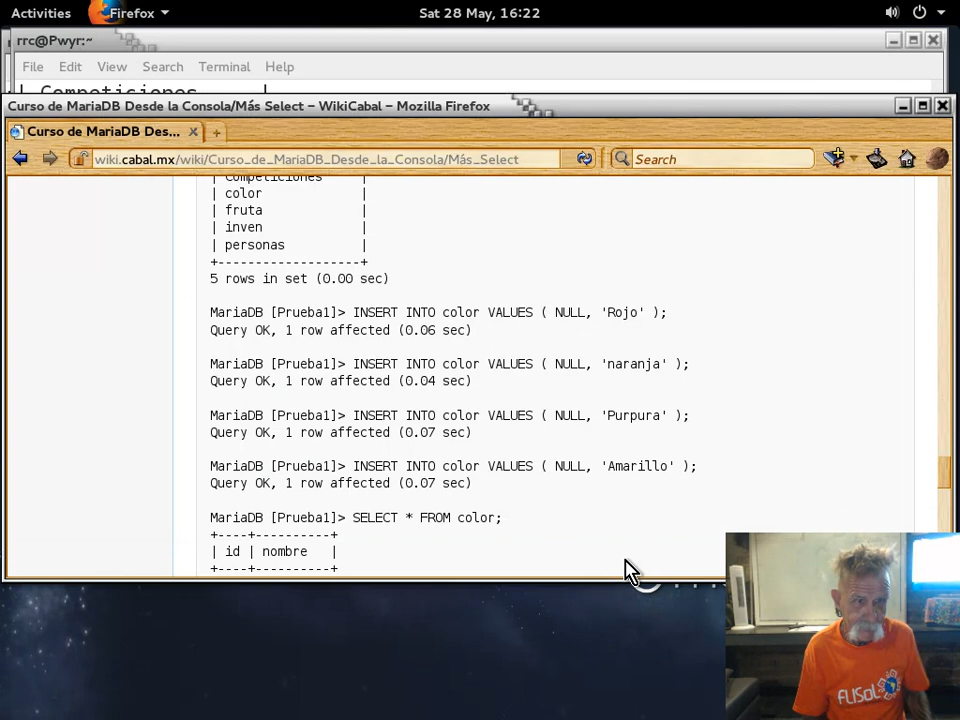 Activities Firefox Sat 28 May, 16:22
rrc@Pwyr:~
File Edit View Search Terminal Help
| Competiciones |
Curso de MariaDB Desde la Consola/Más Select – WikiCabal – Mozilla Firefox
Curso de MariaDB Des...
wiki.cabal.mx/wiki/Curso_de_MariaDB_Desde_la_Consola/Más_Select Search
| Competiciones |
| color |
| fruta |
| inven |
| personas |
+-------------------+
5 rows in set (0.00 sec)
MariaDB [Prueba1]> INSERT INTO color VALUES ( NULL, 'Rojo' );
Query OK, 1 row affected (0.06 sec)
MariaDB [Prueba1]> INSERT INTO color VALUES ( NULL, 'naranja' );
Query OK, 1 row affected (0.04 sec)
MariaDB [Prueba1]> INSERT INTO color VALUES ( NULL, 'Purpura' );
Query OK, 1 row affected (0.07 sec)
MariaDB [Prueba1]> INSERT INTO color VALUES ( NULL, 'Amarillo' );
Query OK, 1 row affected (0.07 sec)
MariaDB [Prueba1]> SELECT * FROM color;
+----+----------+
| id | nombre |
+----+----------+
FLISoL